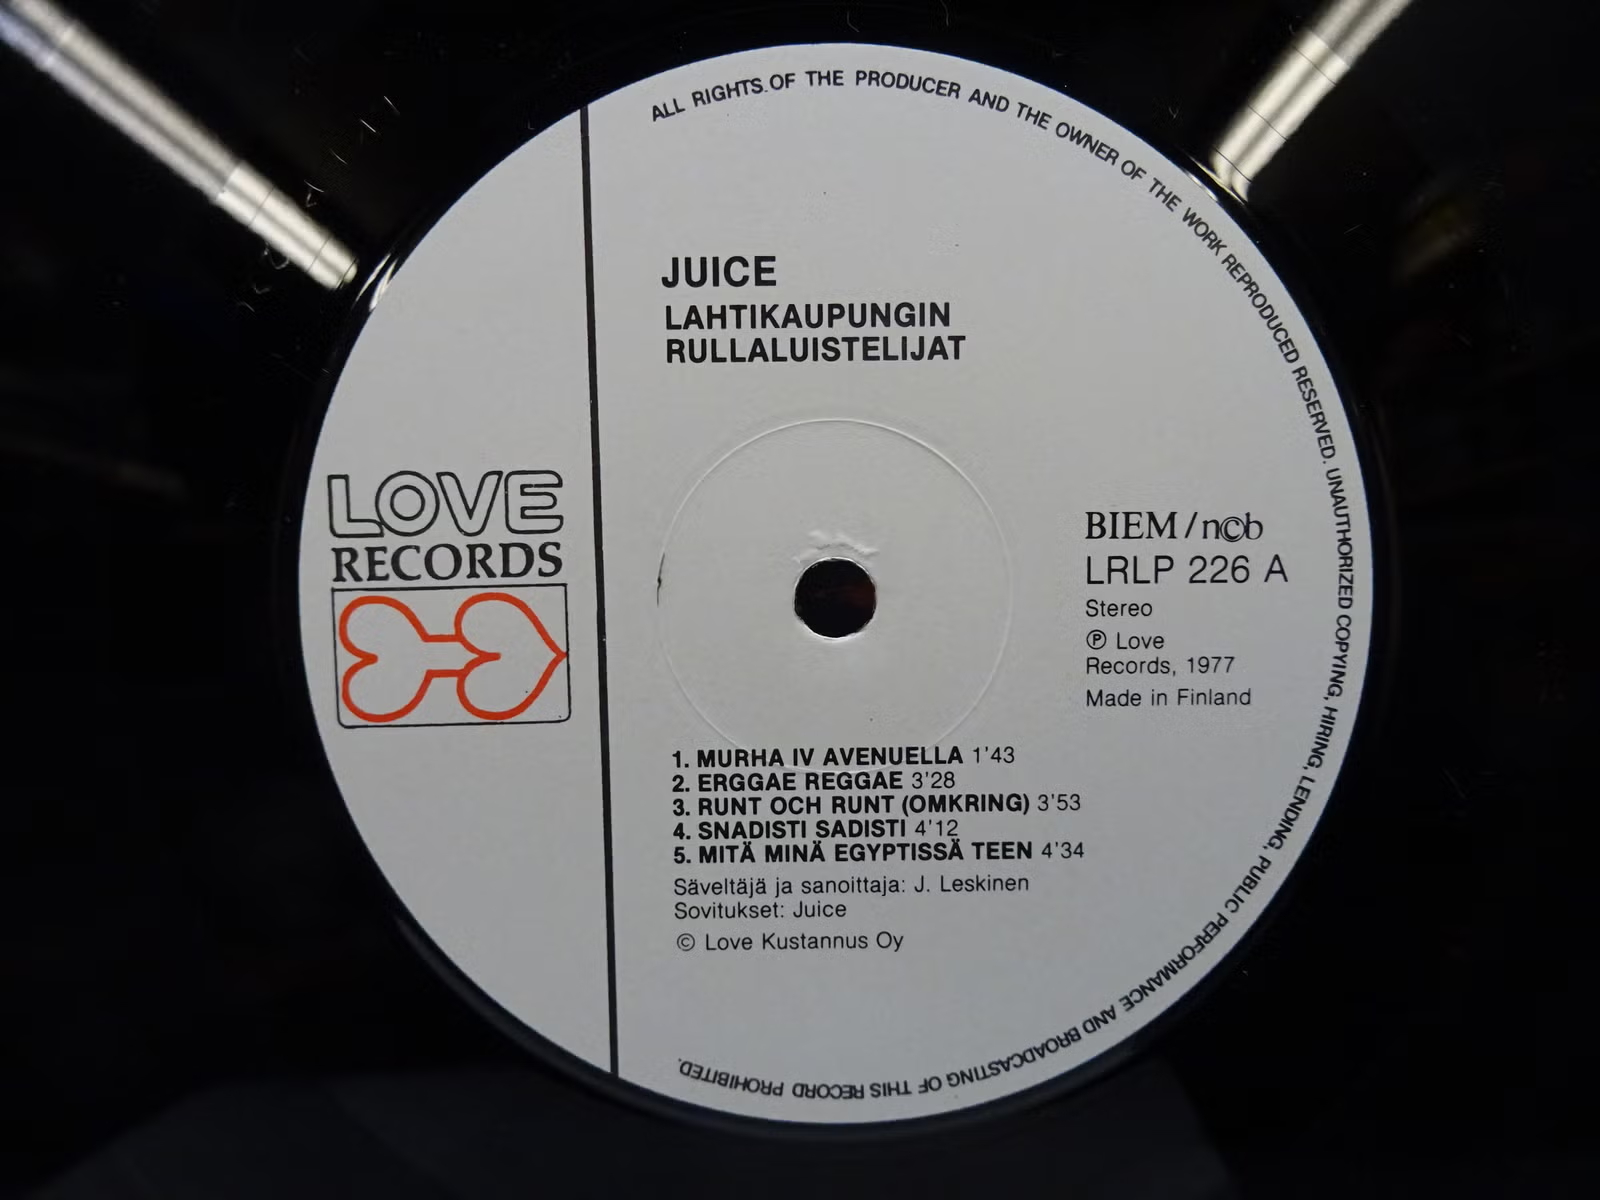 ALL RIGHTS OF THE PRODUCER AND THE OWNER OF THE WORK REPRODUCED RESERVED. UNAUTHORIZED COPYING, HIRING, LENDING, PUBLIC PERFORMANCE AND BROADCASTING OF THIS RECORD PROHIBITED.
JUICE
LAHTIKAUPUNGIN
RULLALUISTELIJAT
LOVE
RECORDS
BIEM/n©b
LRLP 226 A
Stereo
℗ Love
Records, 1977
Made in Finland
1. MURHA IV AVENUELLA 1'43
2. ERGGAE REGGAE 3'28
3. RUNT OCH RUNT (OMKRING) 3'53
4. SNADISTI SADISTI 4'12
5. MITÄ MINÄ EGYPTISSÄ TEEN 4'34
Säveltäjä ja sanoittaja: J. Leskinen
Sovitukset: Juice
© Love Kustannus Oy